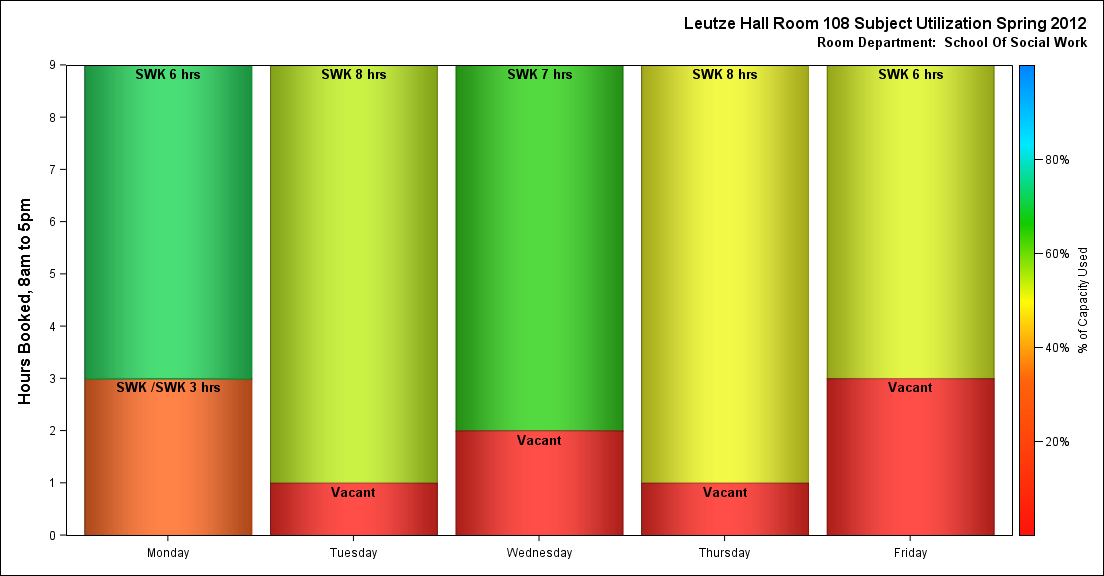 Leutze Hall Room 108 Subject Utilization Spring 2012
Room Department:  School Of Social Work
Hours Booked, 8am to 5pm
9
8
7
6
5
4
3
2
1
0
SWK 6 hrs
SWK /SWK 3 hrs
SWK 8 hrs
Vacant
SWK 7 hrs
Vacant
SWK 8 hrs
Vacant
SWK 6 hrs
Vacant
Monday
Tuesday
Wednesday
Thursday
Friday
80%
60%
40%
20%
% of Capacity Used